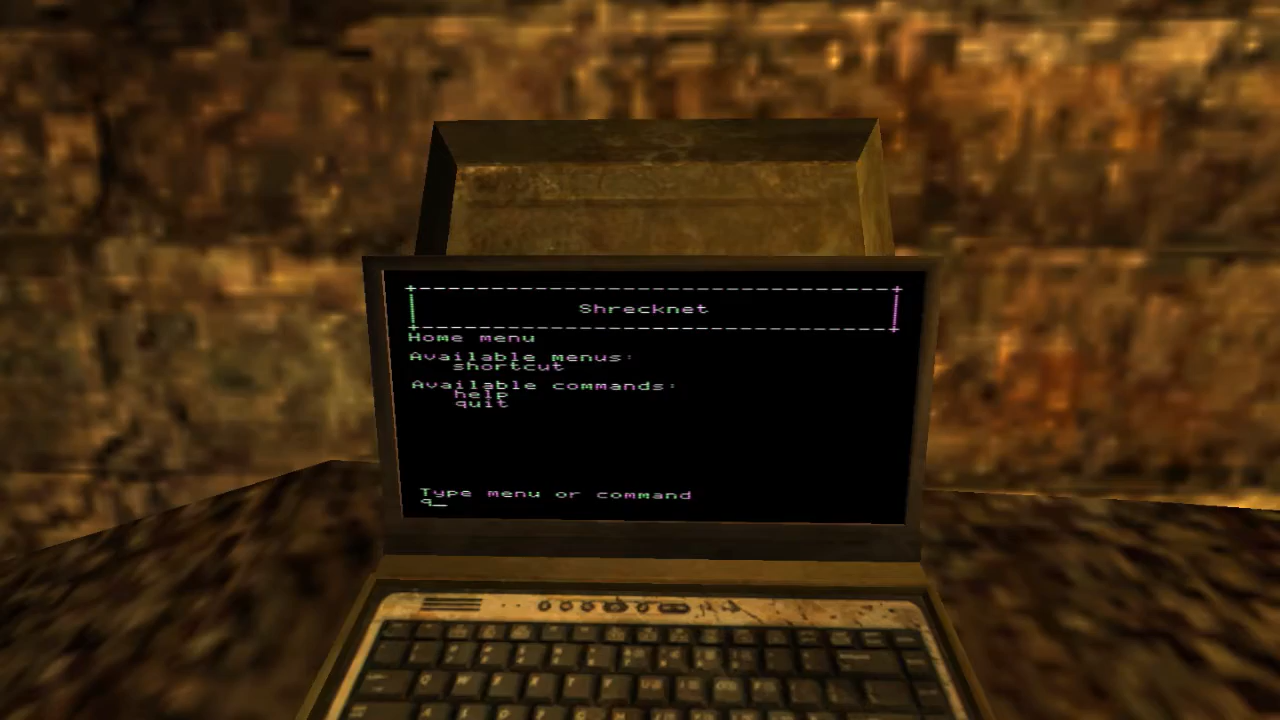 Shrecknet
Home menu
Available menus:
shortcut
Available commands:
help
quit
Type menu or command
q_